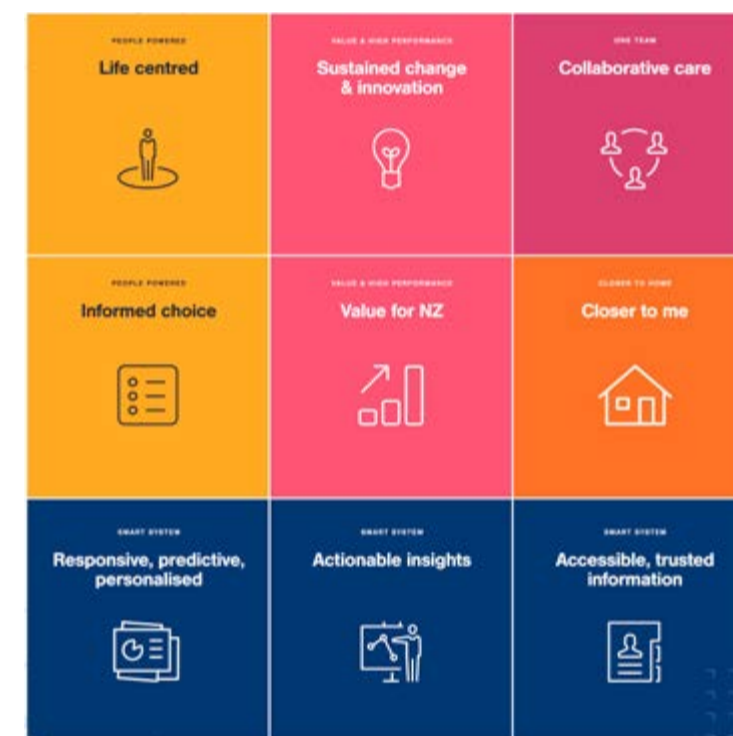 PEOPLE POWERED
Life centred
VALUE & HIGH PERFORMANCE
Sustained change
& innovation
ONE TEAM
Collaborative care
PEOPLE POWERED
Informed choice
VALUE & HIGH PERFORMANCE
Value for NZ
CLOSER TO HOME
Closer to me
SMART SYSTEM
Responsive, predictive,
personalised
SMART SYSTEM
Actionable insights
SMART SYSTEM
Accessible, trusted
information